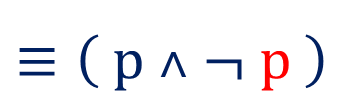 ≡ ( p ∧ ¬ p )